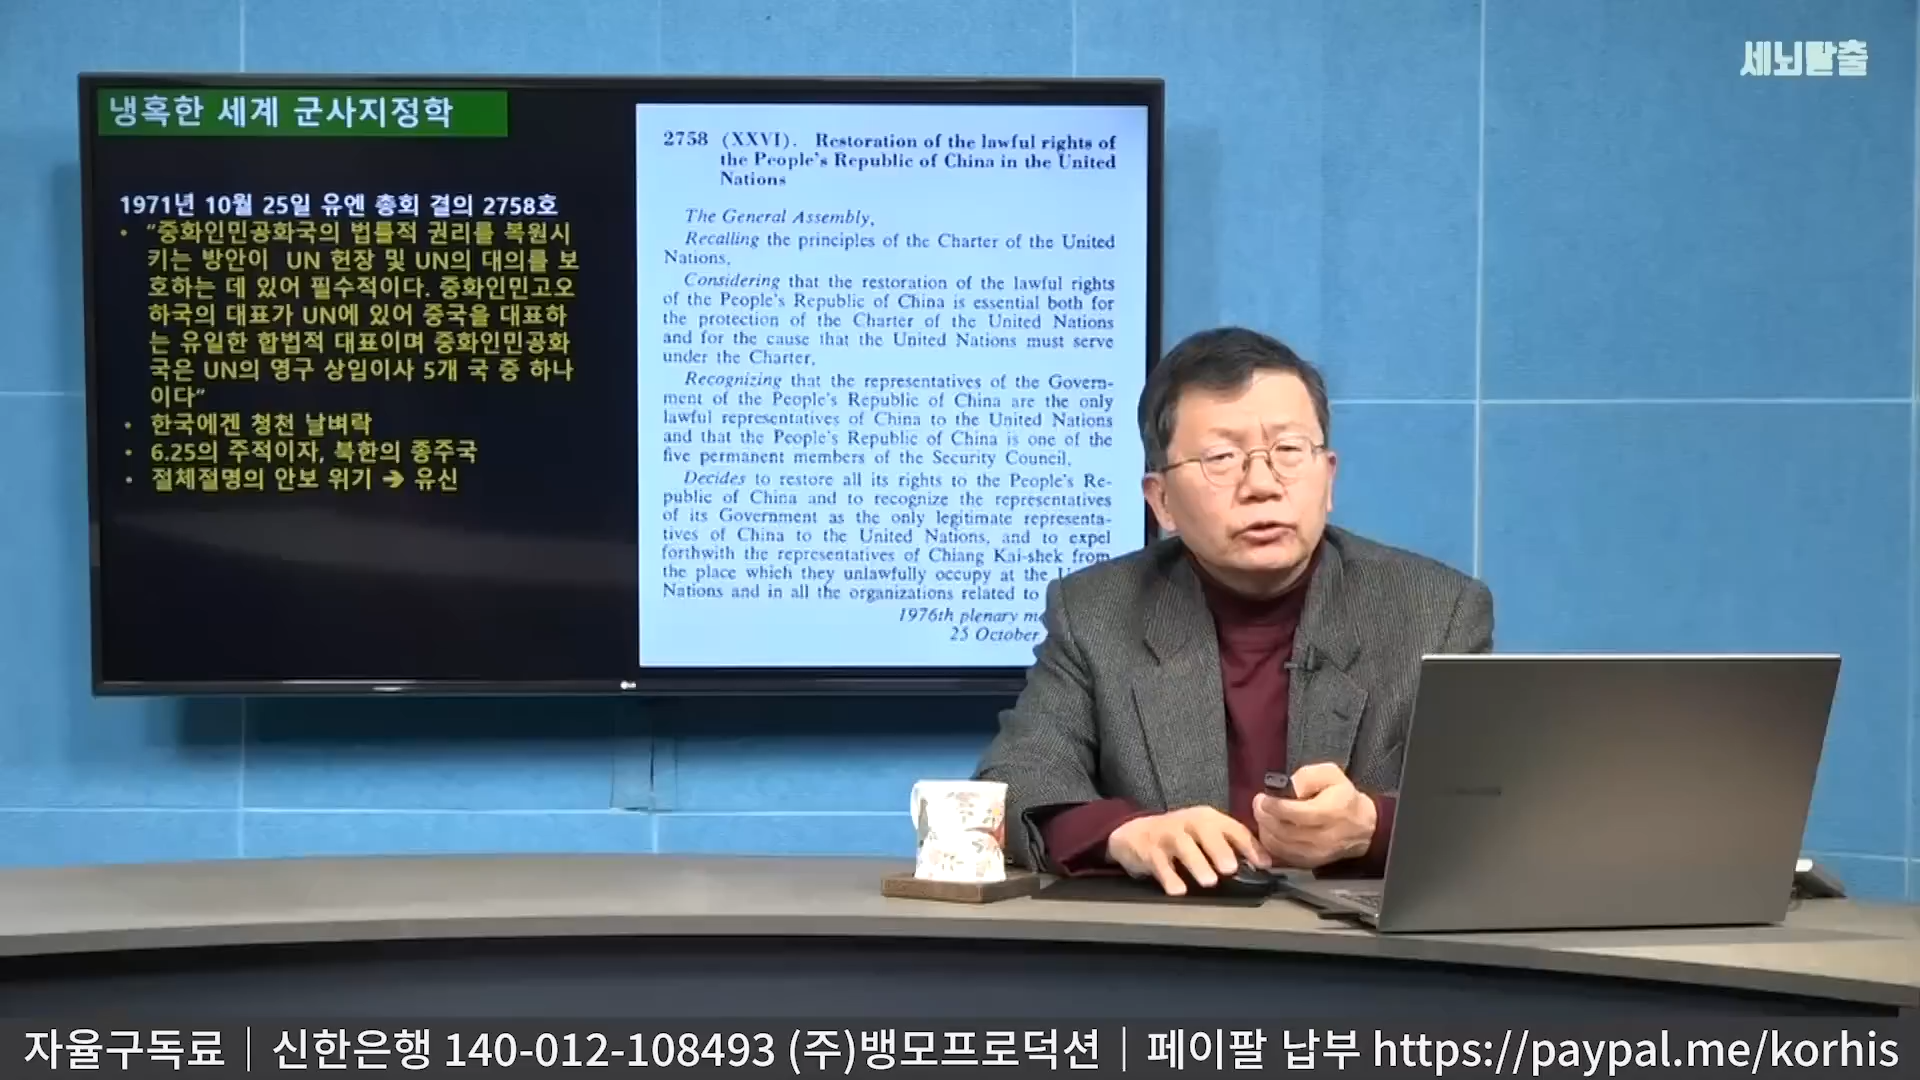 세뇌탈출
냉혹한 세계 군사지정학
1971년 10월 25일 유엔 총회 결의 2758호
• “중화인민공화국의 법률적 권리를 복원시
키는 방안이 UN 헌장 및 UN의 대의를 보
호하는 데 있어 필수적이다. 중화인민고오
하국의 대표가 UN에 있어 중국을 대표하
는 유일한 합법적 대표이며 중화인민공화
국은 UN의 영구 상임이사 5개 국 중 하나
이다”
• 한국에겐 청천 날벼락
• 6.25의 주적이자, 북한의 종주국
• 절체절명의 안보 위기 ➔ 유신
2758 (XXVI). Restoration of the lawful rights of
the People's Republic of China in the United
Nations
The General Assembly,
Recalling the principles of the Charter of the United
Nations,
Considering that the restoration of the lawful rights
of the People's Republic of China is essential both for
the protection of the Charter of the United Nations
and for the cause that the United Nations must serve
under the Charter,
Recognizing that the representatives of the Govern-
ment of the People's Republic of China are the only
lawful representatives of China to the United Nations
and that the People's Republic of China is one of the
five permanent members of the Security Council,
Decides to restore all its rights to the People's Re-
public of China and to recognize the representatives
of its Government as the only legitimate representa-
tives of China to the United Nations, and to expel
forthwith the representatives of Chiang Kai-shek from
the place which they unlawfully occupy at the
Nations and in all the organizations related to
1976th plenary
25 October
자율구독료│신한은행 140-012-108493 (주)뱅모프로덕션│페이팔 납부 https://paypal.me/korhis